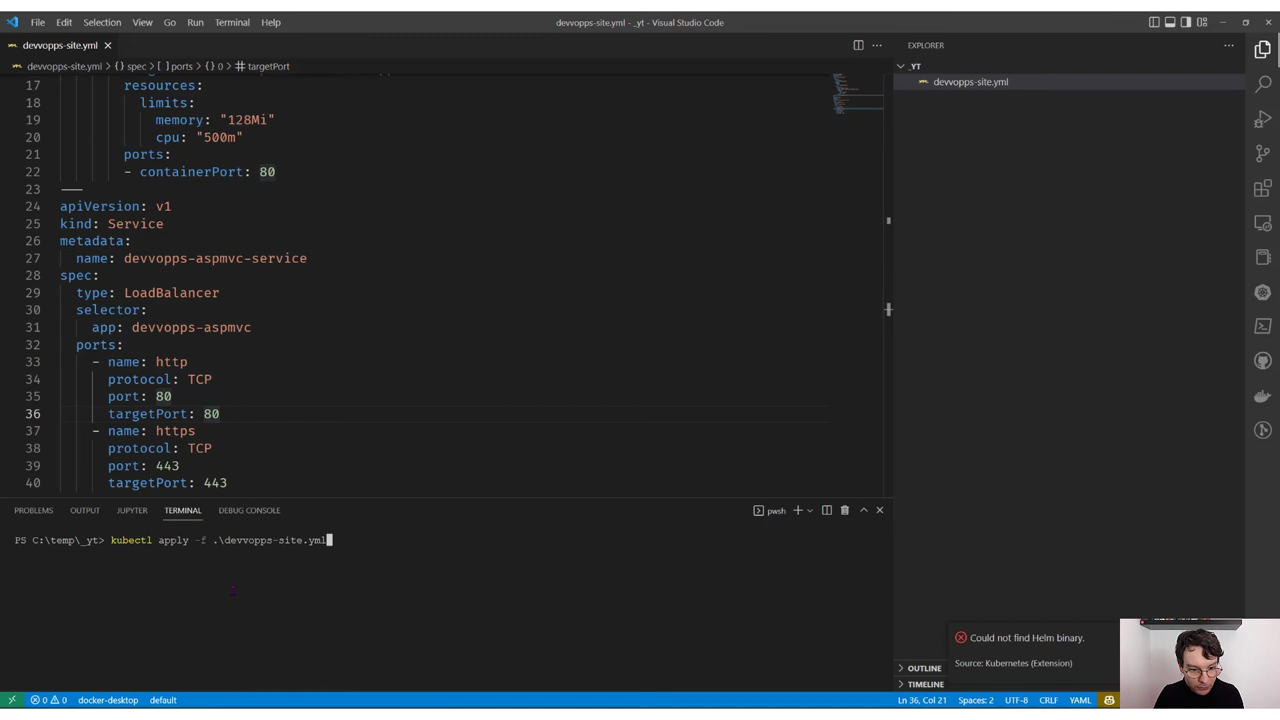 File Edit Selection View Go Run Terminal Help
devvopps-site.yml - _yt - Visual Studio Code
devvopps-site.yml
EXPLORER
devvopps-site.yml > {} spec > [ ] ports > {} 0 > # targetPort
_YT
devvopps-site.yml
17 resources:
18 limits:
19 memory: "128Mi"
20 cpu: "500m"
21 ports:
22 - containerPort: 80
23 ---
24 apiVersion: v1
25 kind: Service
26 metadata:
27 name: devvopps-aspmvc-service
28 spec:
29 type: LoadBalancer
30 selector:
31 app: devvopps-aspmvc
32 ports:
33 - name: http
34 protocol: TCP
35 port: 80
36 targetPort: 80
37 - name: https
38 protocol: TCP
39 port: 443
40 targetPort: 443
PROBLEMS OUTPUT JUPYTER TERMINAL DEBUG CONSOLE
pwsh
PS C:\temp\_yt> kubectl apply -f .\devvopps-site.yml
Could not find Helm binary.
Source: Kubernetes (Extension)
OUTLINE
TIMELINE
0 0 docker-desktop default
Ln 36, Col 21 Spaces: 2 UTF-8 CRLF YAML